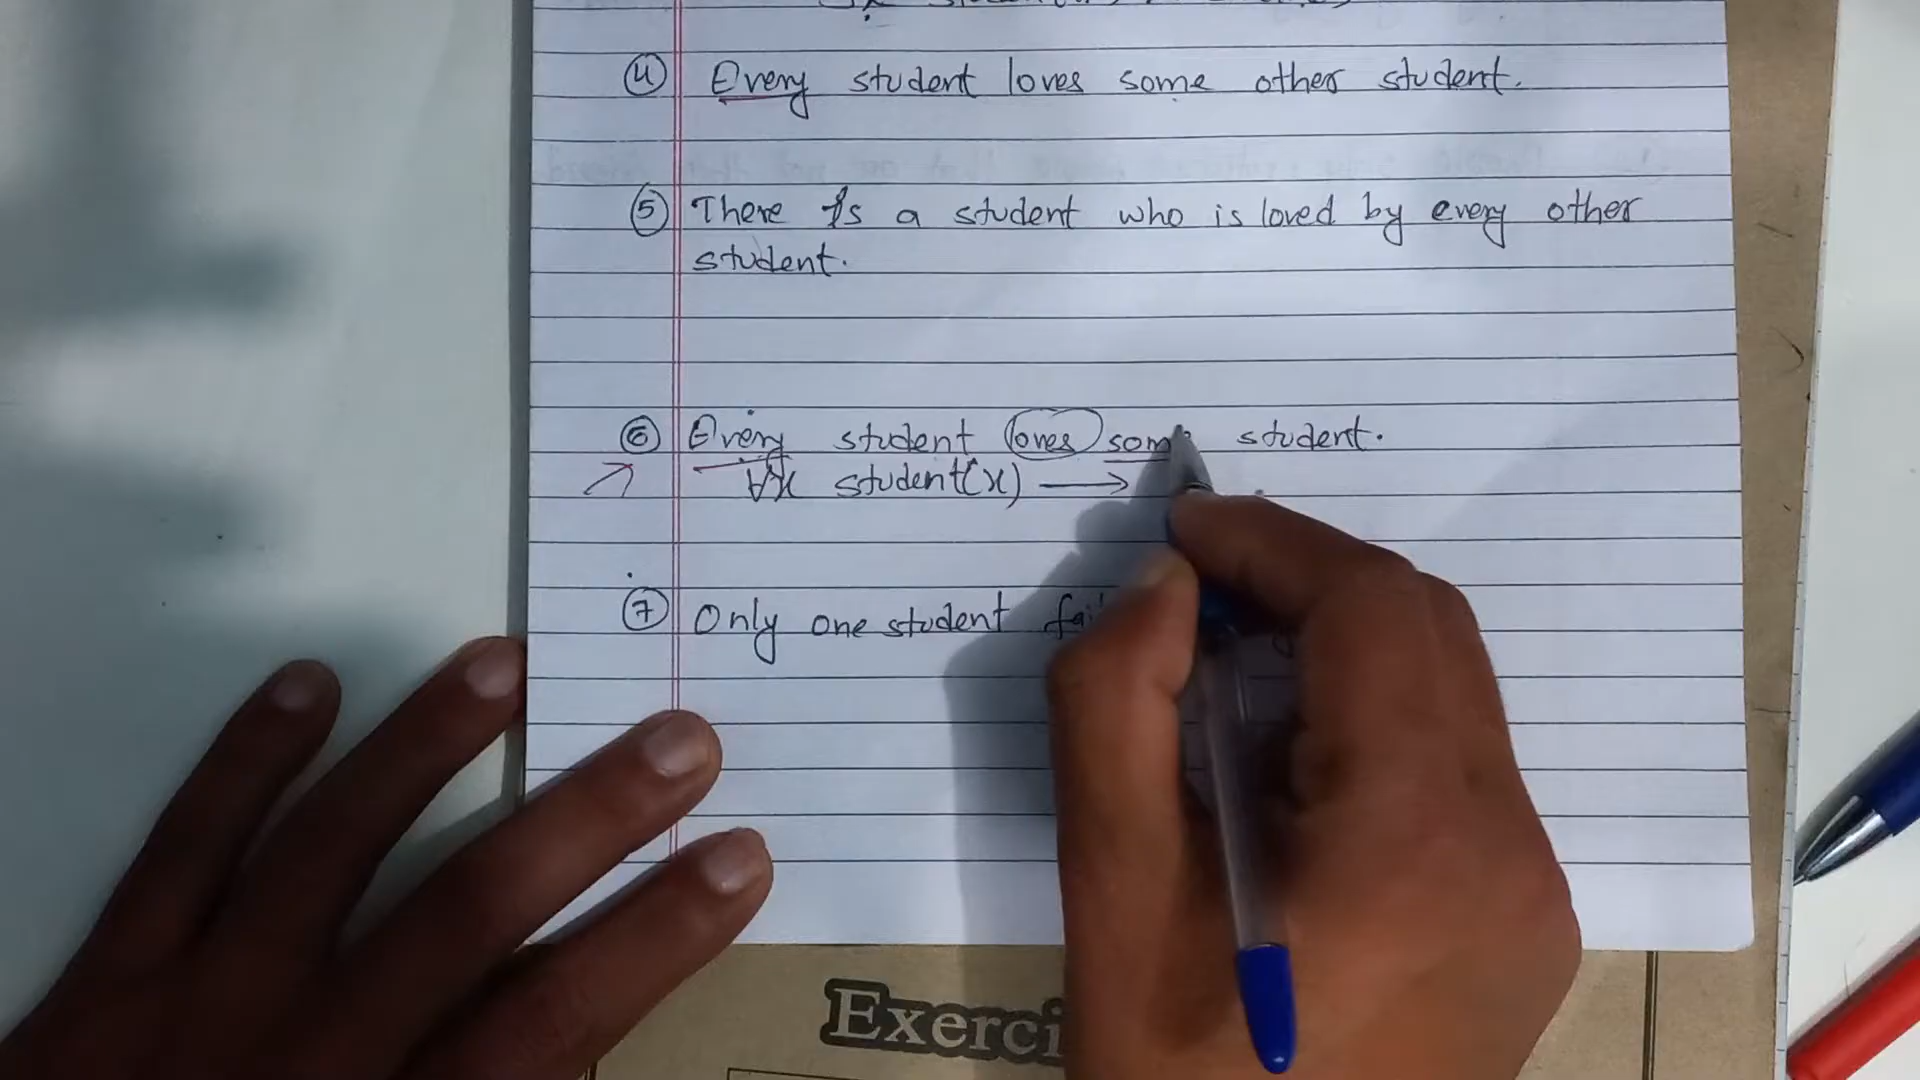 ④ Every student loves some other student.
⑤ There is a student who is loved by every other
student.
⑥ Every student loves some student.
∀x student(x) →
⑦ Only one student
Exerci